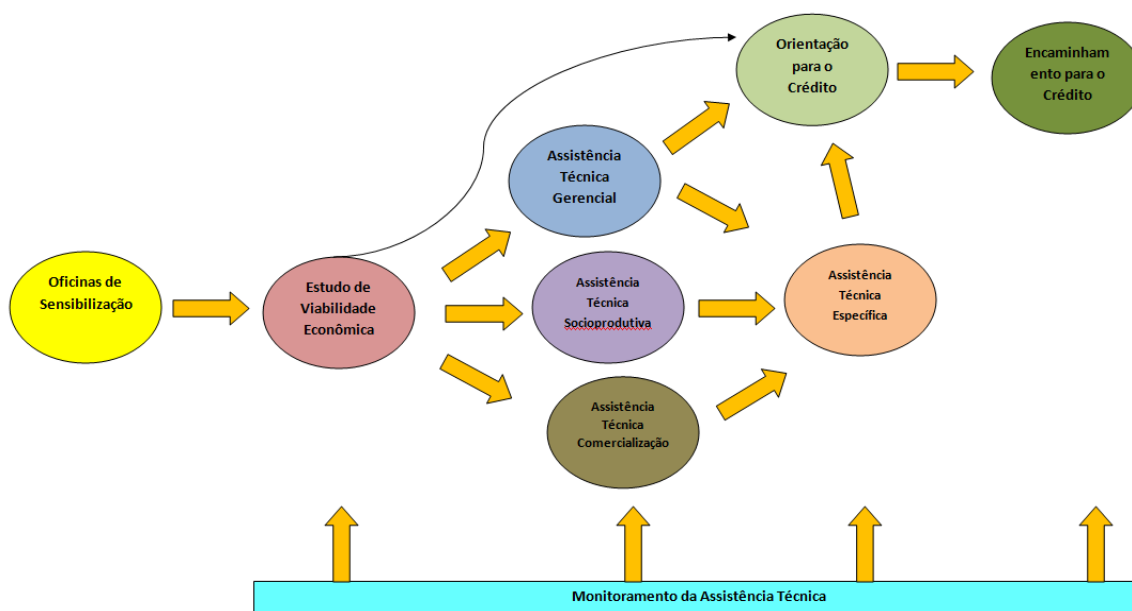 Orientação
para o
Crédito
Encaminham
ento para o
Crédito
Assistência
Técnica
Gerencial
Oficinas de
Sensibilização
Estudo de
Viabilidade
Econômica
Assistência
Técnica
Socioprodutiva
Assistência
Técnica
Específica
Assistência
Técnica
Comercialização
Monitoramento da Assistência Técnica